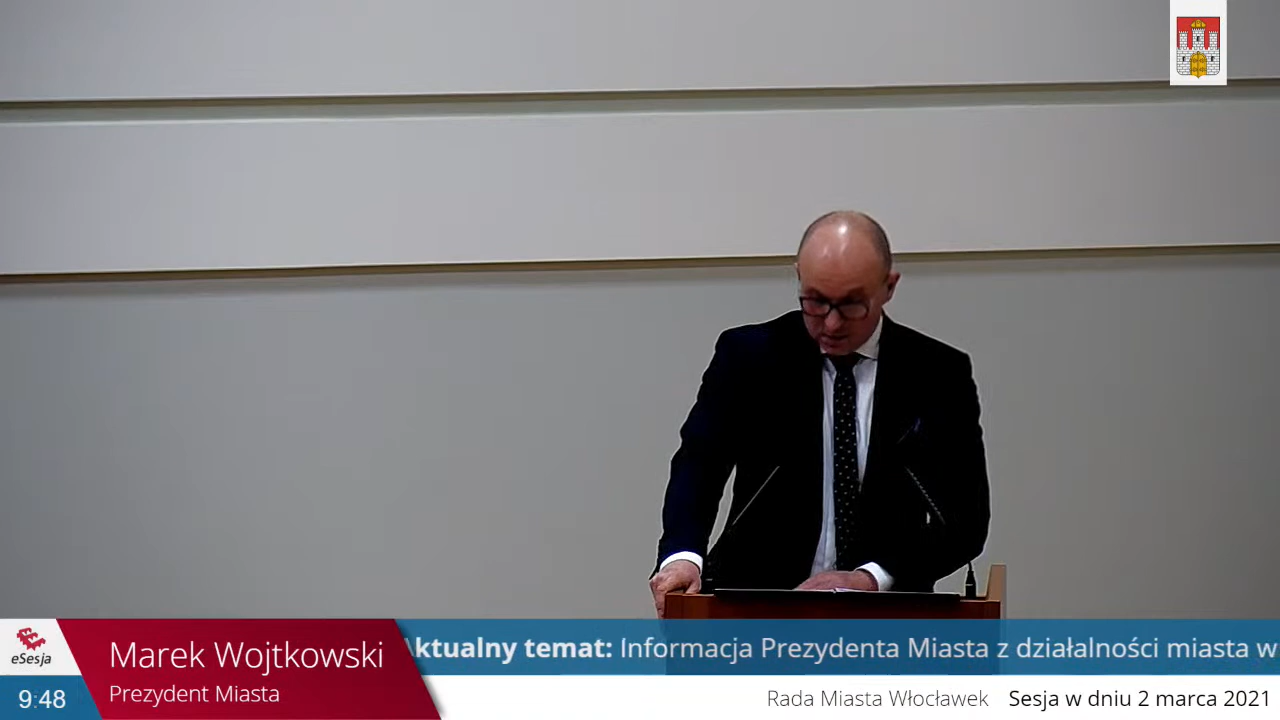 Marek Wojtkowski
Prezydent Miasta
Aktualny temat: Informacja Prezydenta Miasta z działalności miasta w
eSesja
9:48
Rada Miasta Włocławek Sesja w dniu 2 marca 2021